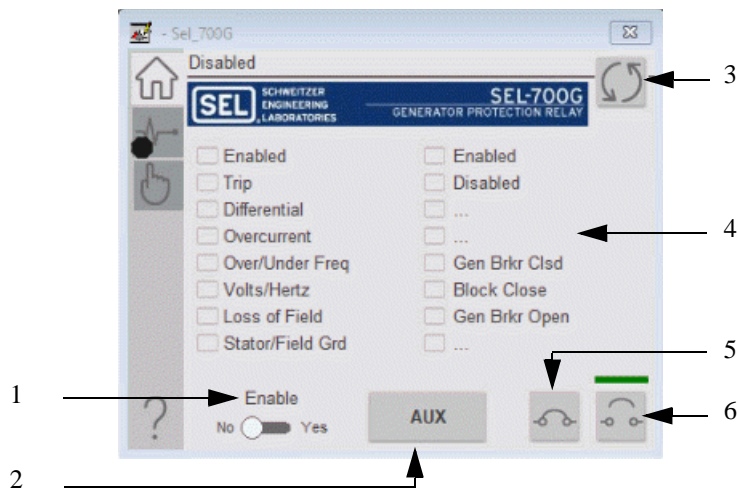 - Sel_700G
Disabled
3
SEL SCHWEITZER ENGINEERING LABORATORIES
SEL-700G
GENERATOR PROTECTION RELAY
Enabled
Enabled
Trip
Disabled
Differential
...
Overcurrent
...
4
Over/Under Freq
Gen Brkr Clsd
Volts/Hertz
Block Close
Loss of Field
Gen Brkr Open
Stator/Field Grd
...
5
1
Enable
No
Yes
AUX
6
?
2